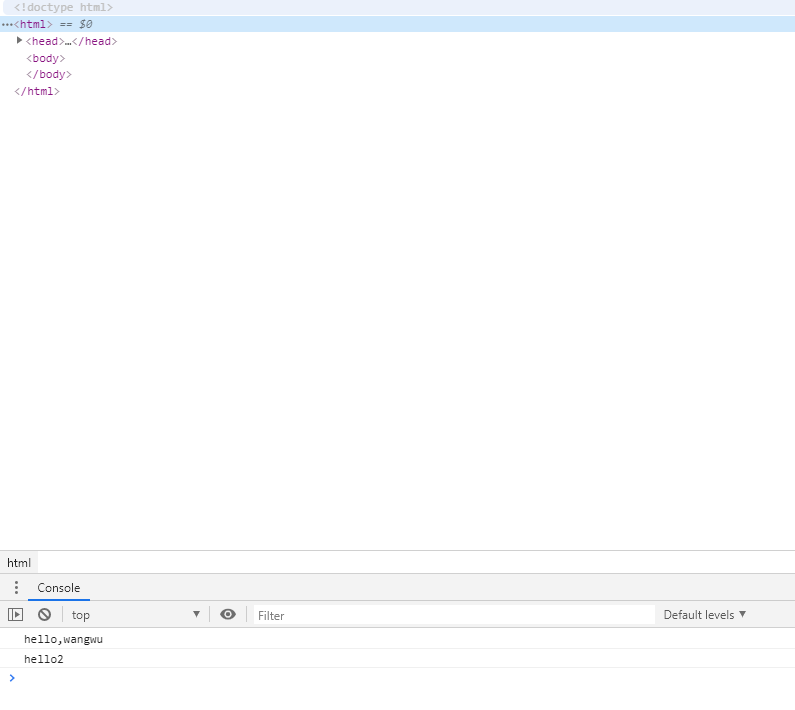 <!doctype html>
…<html> == $0
▶<head>…</head>
<body>
</body>
</html>
html
Console
top ▼ Filter Default levels ▼
hello,wangwu
hello2
>